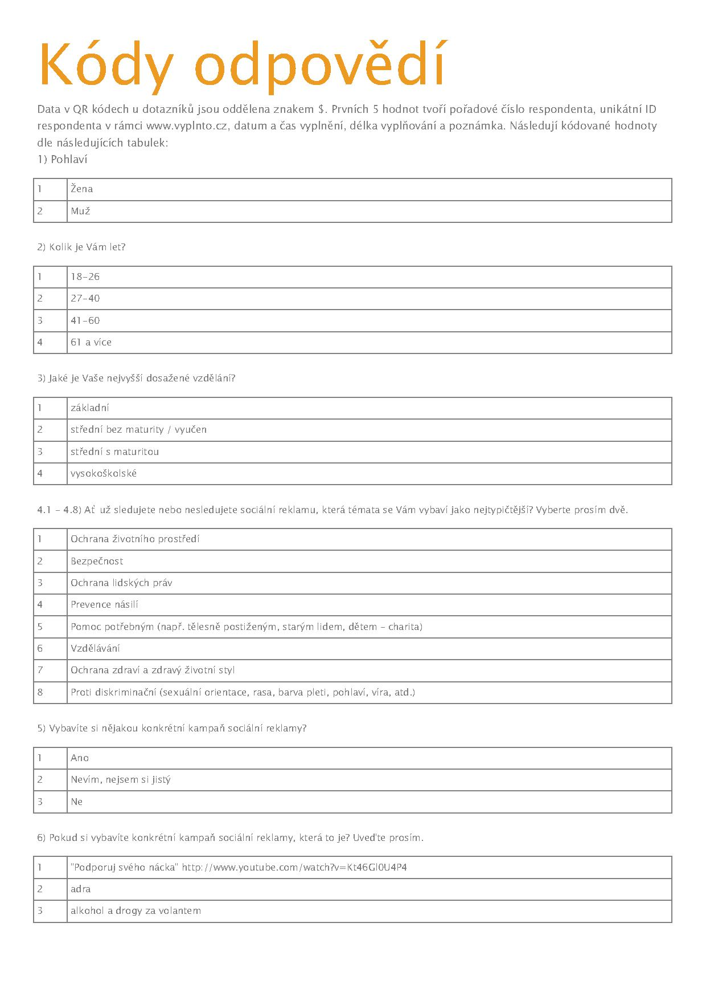 Kódy odpovědí
Data v QR kódech u dotazníků jsou oddělena znakem $. Prvních 5 hodnot tvoří pořadové číslo respondenta, unikátní ID
respondenta v rámci www.vyplnto.cz, datum a čas vyplnění, délka vyplňování a poznámka. Následují kódované hodnoty
dle následujících tabulek:
1) Pohlaví
1 Žena
2 Muž
2) Kolik je Vám let?
1 18-26
2 27-40
3 41-60
4 61 a více
3) Jaké je Vaše nejvyšší dosažené vzdělání?
1 základní
2 střední bez maturity / vyučen
3 střední s maturitou
4 vysokoškolské
4.1 - 4.8) Ať už sledujete nebo nesledujete sociální reklamu, která témata se Vám vybaví jako nejtypičtější? Vyberte prosím dvě.
1 Ochrana životního prostředí
2 Bezpečnost
3 Ochrana lidských práv
4 Prevence násilí
5 Pomoc potřebným (např. tělesně postiženým, starým lidem, dětem - charita)
6 Vzdělávání
7 Ochrana zdraví a zdravý životní styl
8 Proti diskriminační (sexuální orientace, rasa, barva pleti, pohlaví, víra, atd.)
5) Vybavíte si nějakou konkrétní kampaň sociální reklamy?
1 Ano
2 Nevím, nejsem si jistý
3 Ne
6) Pokud si vybavíte konkrétní kampaň sociální reklamy, která to je? Uveďte prosím.
1 "Podporuj svého nácka" http://www.youtube.com/watch?v=Kt46Gl0U4P4
2 adra
3 alkohol a drogy za volantem